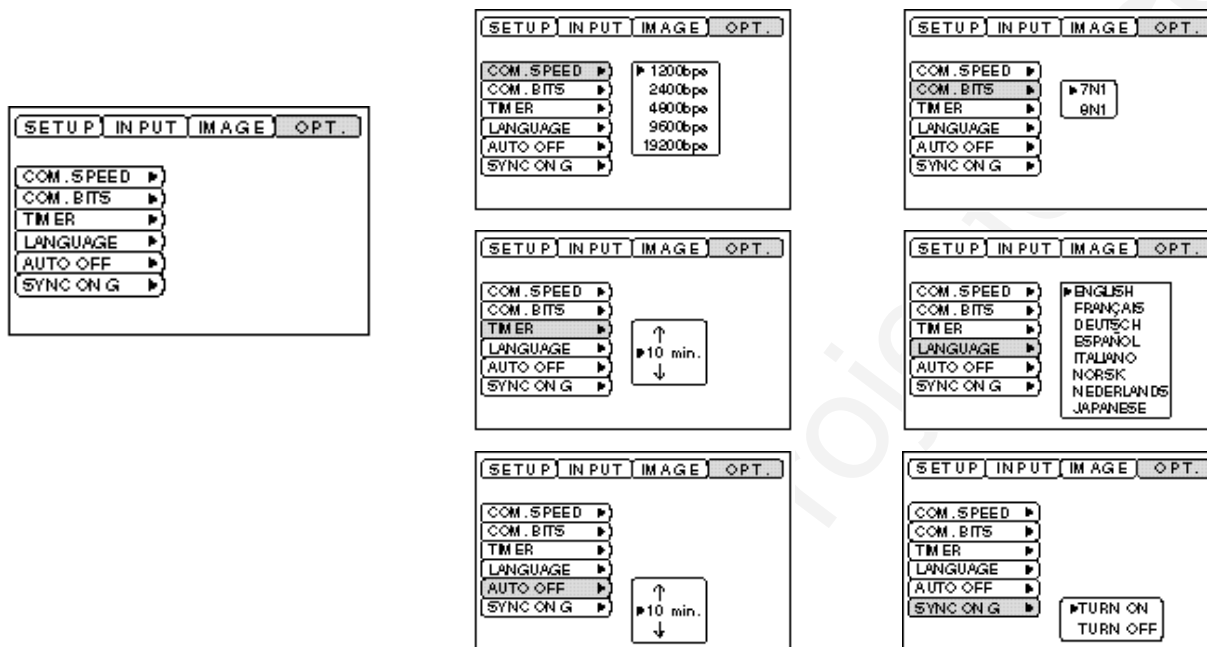 SETUP INPUT IMAGE OPT.
COM.SPEED
COM.BITS
TIMER
LANGUAGE
AUTO OFF
SYNC ON G
SETUP INPUT IMAGE OPT.
COM.SPEED
COM.BITS
TIMER
LANGUAGE
AUTO OFF
SYNC ON G
1200bps
2400bps
4800bps
9600bps
19200bps
SETUP INPUT IMAGE OPT.
COM.SPEED
COM.BITS
TIMER
LANGUAGE
AUTO OFF
SYNC ON G
7N1
8N1
SETUP INPUT IMAGE OPT.
COM.SPEED
COM.BITS
TIMER
LANGUAGE
AUTO OFF
SYNC ON G
10 min.
SETUP INPUT IMAGE OPT.
COM.SPEED
COM.BITS
TIMER
LANGUAGE
AUTO OFF
SYNC ON G
ENGLISH
FRANÇAIS
DEUTSCH
ESPAÑOL
ITALIANO
NORSK
NEDERLANDS
JAPANESE
SETUP INPUT IMAGE OPT.
COM.SPEED
COM.BITS
TIMER
LANGUAGE
AUTO OFF
SYNC ON G
10 min.
SETUP INPUT IMAGE OPT.
COM.SPEED
COM.BITS
TIMER
LANGUAGE
AUTO OFF
SYNC ON G
TURN ON
TURN OFF